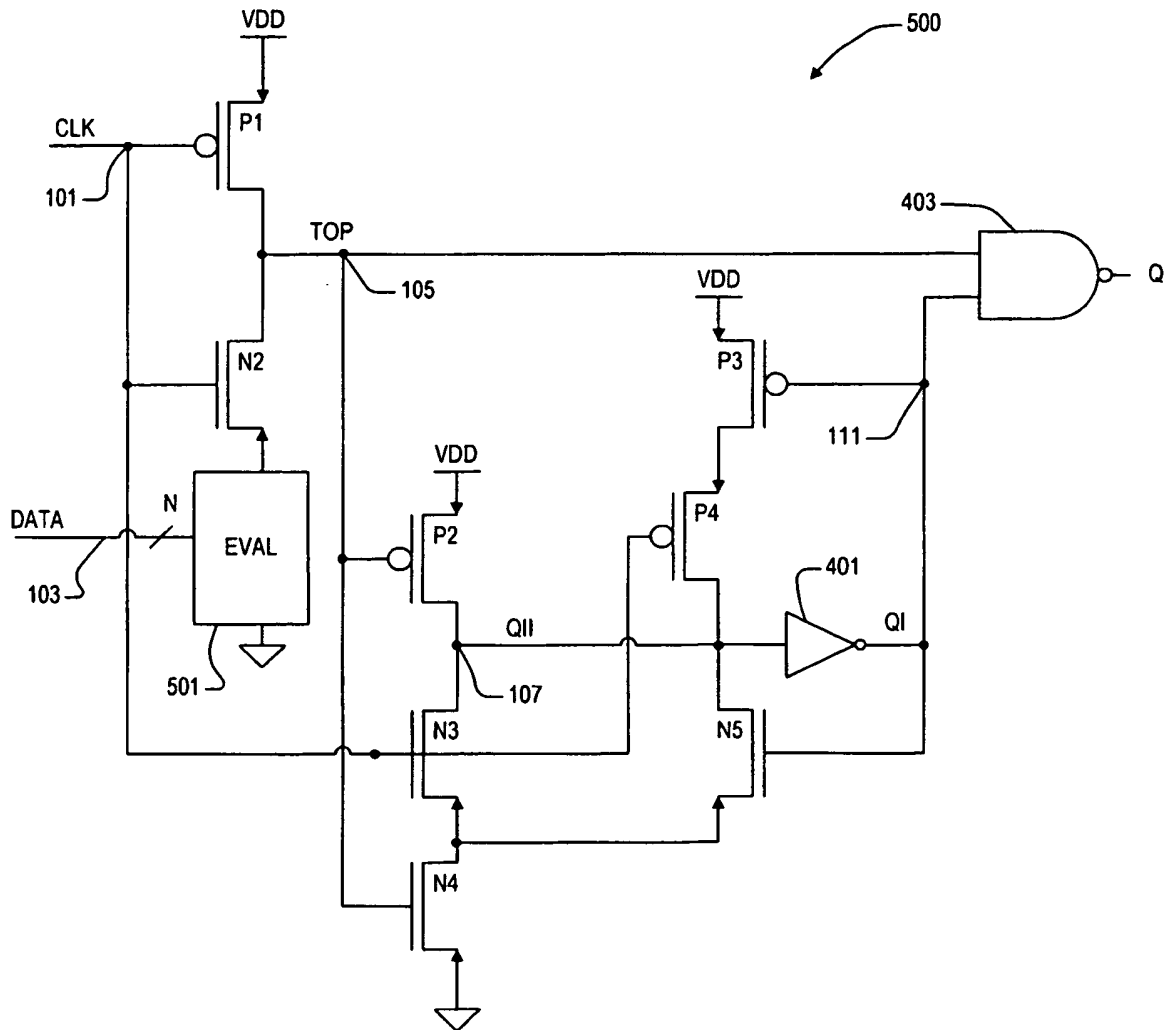 500
VDD
P1
CLK
101
403
TOP
105
Q
VDD
N2
P3
111
VDD
N
P4
DATA
EVAL
P2
103
401
QII
QI
501
107
N3
N5
N4